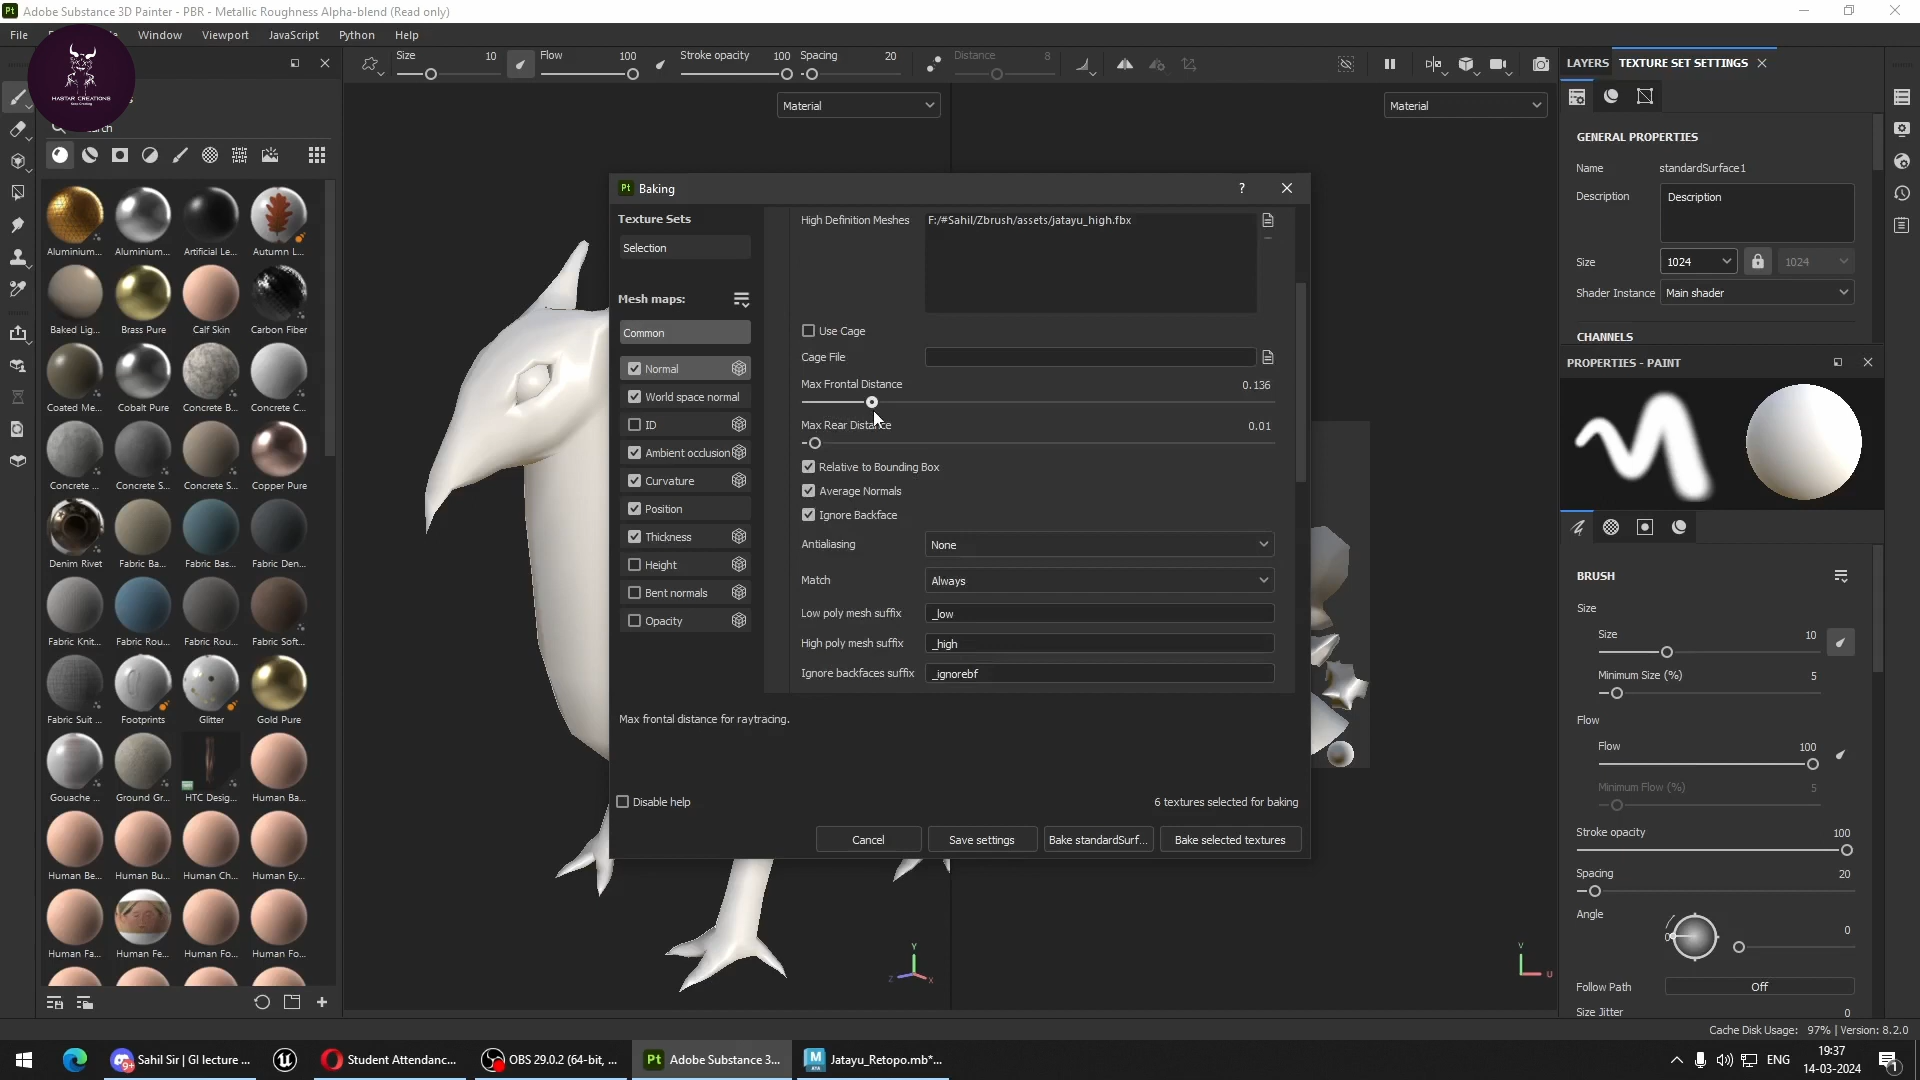 Adobe Substance 3D Painter - PBR - Metallic Roughness Alpha-blend (Read only)
File
Window
Viewport
JavaScript
Python
Help
HASTAR CREATIONS
Size 10
Flow 100
Stroke opacity 100
Spacing 20
Distance 8
Material
Material
Aluminium... Aluminium... Artificial Le... Autumn L...
Baked Lig... Brass Pure Calf Skin Carbon Fiber
Coated Me... Cobalt Pure Concrete B... Concrete C...
Concrete ... Concrete S... Concrete S... Copper Pure
Denim Rivet Fabric Ba... Fabric Bas... Fabric Den...
Fabric Knit... Fabric Rou... Fabric Rou... Fabric Soft...
Fabric Suit ... Footprints Glitter Gold Pure
Gouache ... Ground Gr... HTC Desig... Human Ba...
Human Be... Human Bu... Human Ch... Human Ey...
Human Fa... Human Fe... Human Fo... Human Fo...
Pt Baking
?
Texture Sets
Selection
Mesh maps:
Common
Normal
World space normal
ID
Ambient occlusion
Curvature
Position
Thickness
Height
Bent normals
Opacity
High Definition Meshes F:/#Sahil/Zbrush/assets/jatayu_high.fbx
Use Cage
Cage File
Max Frontal Distance 0.136
Max Rear Distance 0.01
Relative to Bounding Box
Average Normals
Ignore Backface
Antialiasing None
Match Always
Low poly mesh suffix _low
High poly mesh suffix _high
Ignore backfaces suffix _ignorebf
Max frontal distance for raytracing.
Disable help
6 textures selected for baking
Cancel
Save settings
Bake standardSurf...
Bake selected textures
Y
Z
X
V
U
LAYERS
TEXTURE SET SETTINGS
GENERAL PROPERTIES
Name standardSurface1
Description Description
Size 1024 1024
Shader Instance Main shader
CHANNELS
PROPERTIES - PAINT
BRUSH
Size
Size 10
Minimum Size (%) 5
Flow
Flow 100
Minimum Flow (%) 5
Stroke opacity 100
Spacing 20
Angle
0 0
Follow Path Off
Size Jitter 0
Cache Disk Usage: 97% | Version: 8.2.0
Sahil Sir | GI lecture ...
Student Attendanc...
OBS 29.0.2 (64-bit, ...
Pt Adobe Substance 3...
Jatayu_Retopo.mb*...
ENG
19:37
14-03-2024
1